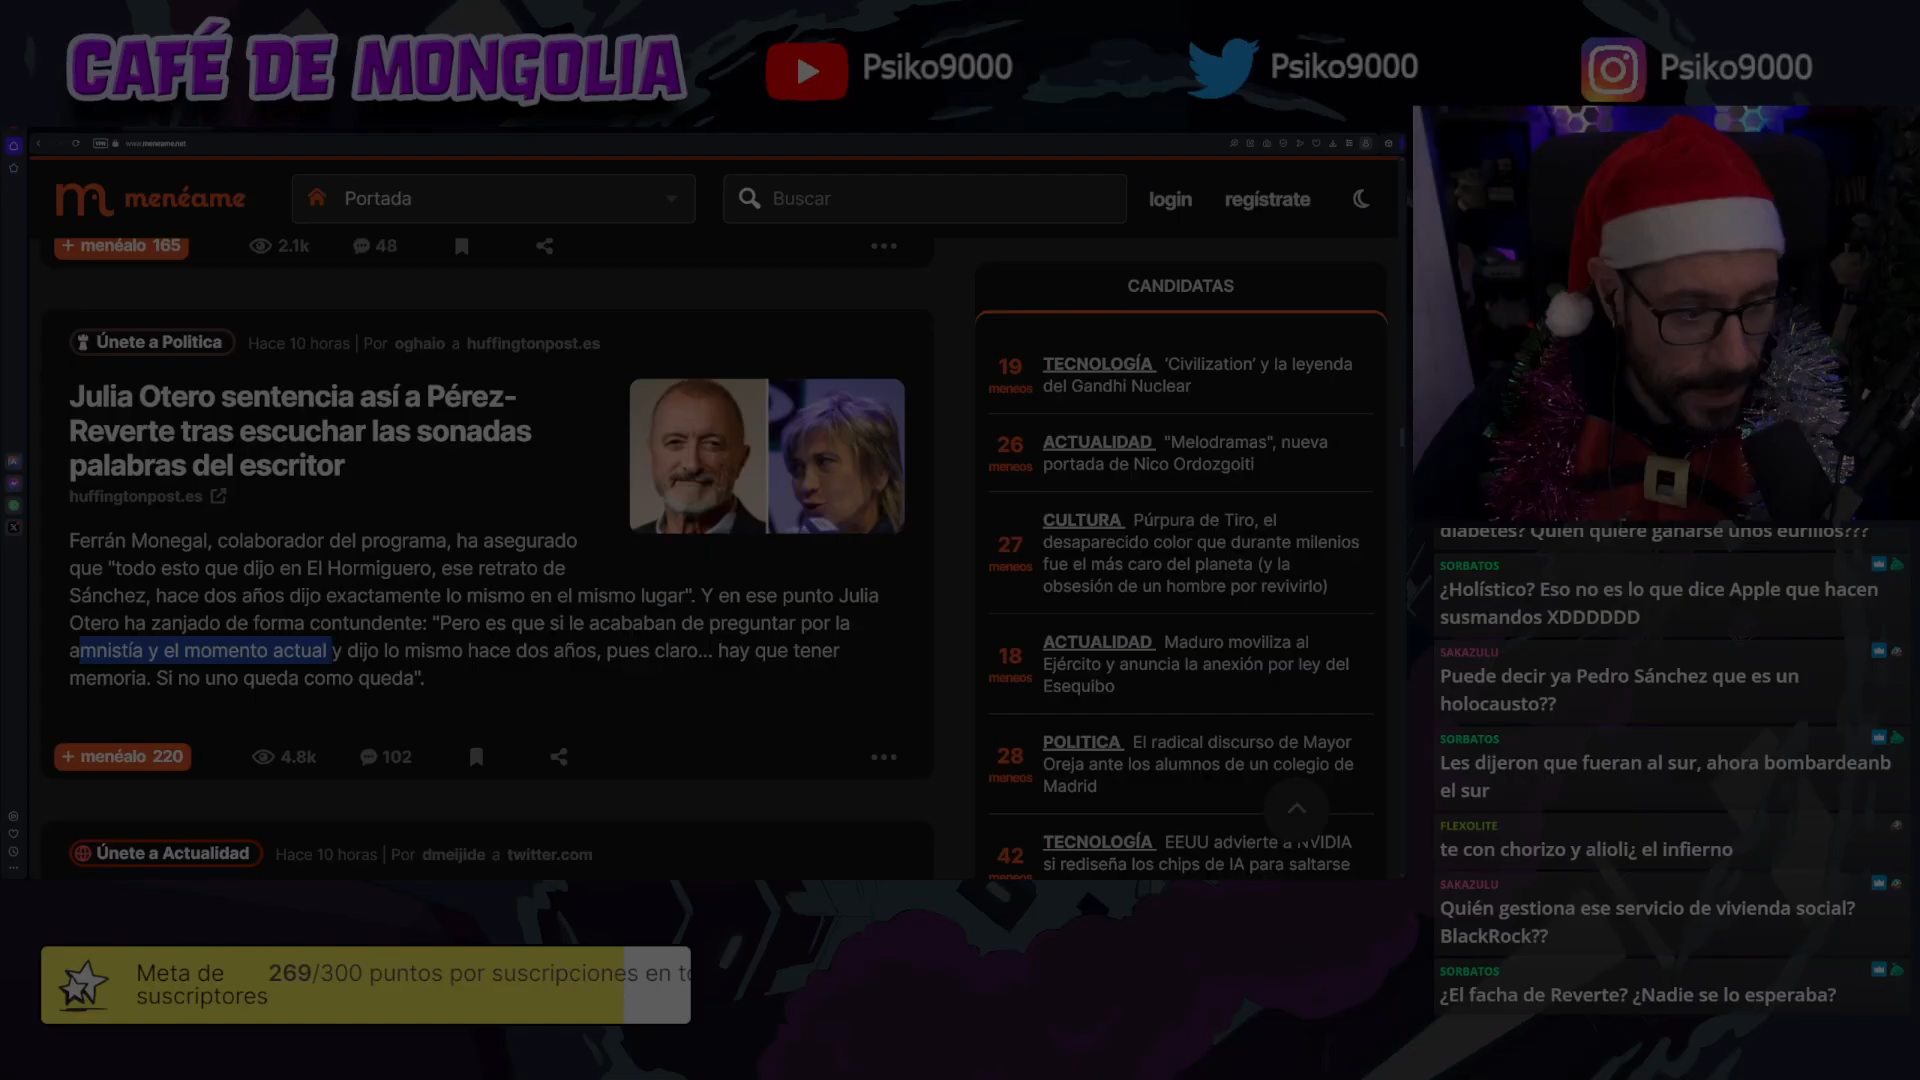 CAFÉ DE MONGOLIA
Psiko9000
Psiko9000
Psiko9000
VPN
www.meneame.net
menéame
Portada
Buscar
login
regístrate
+ menéalo 165
2.1k
48
Únete a Politica
Hace 10 horas | Por oghaio a huffingtonpost.es
Julia Otero sentencia así a Pérez-
Reverte tras escuchar las sonadas
palabras del escritor
huffingtonpost.es
Ferrán Monegal, colaborador del programa, ha asegurado
que "todo esto que dijo en El Hormiguero, ese retrato de
Sánchez, hace dos años dijo exactamente lo mismo en el mismo lugar". Y en ese punto Julia
Otero ha zanjado de forma contundente: "Pero es que si le acababan de preguntar por la
amnistía y el momento actual y dijo lo mismo hace dos años, pues claro... hay que tener
memoria. Si no uno queda como queda".
+ menéalo 220
4.8k
102
Únete a Actualidad
Hace 10 horas | Por dmeijide a twitter.com
CANDIDATAS
19 meneos
TECNOLOGÍA 'Civilization' y la leyenda
del Gandhi Nuclear
26 meneos
ACTUALIDAD "Melodramas", nueva
portada de Nico Ordozgoiti
27 meneos
CULTURA Púrpura de Tiro, el
desaparecido color que durante milenios
fue el más caro del planeta (y la
obsesión de un hombre por revivirlo)
18 meneos
ACTUALIDAD Maduro moviliza al
Ejército y anuncia la anexión por ley del
Esequibo
28 meneos
POLITICA El radical discurso de Mayor
Oreja ante los alumnos de un colegio de
Madrid
42 meneos
TECNOLOGÍA EEUU advierte a NVIDIA
si rediseña los chips de IA para saltarse
diabetes? Quien quiere ganarse unos eurillos???
SORBATOS
¿Holístico? Eso no es lo que dice Apple que hacen
susmandos XDDDDDD
SAKAZULU
Puede decir ya Pedro Sánchez que es un
holocausto??
SORBATOS
Les dijeron que fueran al sur, ahora bombardeanb
el sur
FLEXOLITE
te con chorizo y alioli¿ el infierno
SAKAZULU
Quién gestiona ese servicio de vivienda social?
BlackRock??
SORBATOS
¿El facha de Reverte? ¿Nadie se lo esperaba?
Meta de
suscriptores
269/300 puntos por suscripciones en to